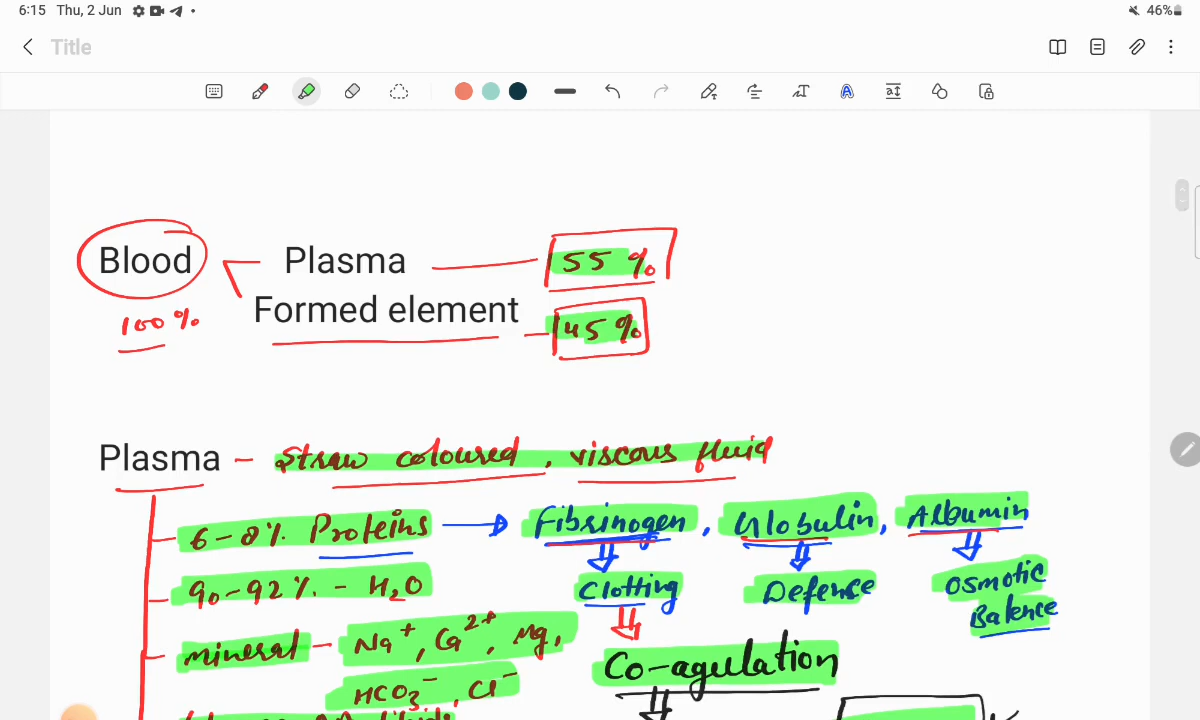 6:15 Thu, 2 Jun 46%
Title
Blood Plasma 55 %
Formed element 45 %
100 %
Plasma - Straw coloured, viscous fluid
6-8% Proteins → Fibrinogen, Globulin, Albumin
90-92% - H₂O Clotting Defence Osmotic
Balence
mineral - Na⁺, Ca²⁺, Mg, Co-agulation
HCO₃⁻, Cl⁻